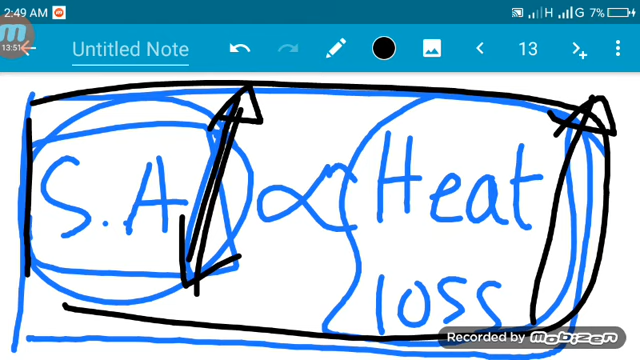 2:49 AM H G 7%
13:51
Untitled Note 13
S.A ∝ Heat
loss
Recorded by mobizen